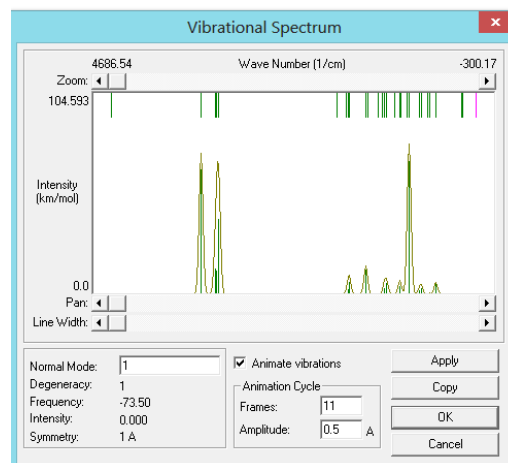 Vibrational Spectrum
x
4686.54 Wave Number (1/cm) -300.17
Zoom:
104.593
Intensity
(km/mol)
0.0
Pan:
Line Width:
Normal Mode: 1
Degeneracy: 1
Frequency: -73.50
Intensity: 0.000
Symmetry: 1 A
Animate vibrations
Animation Cycle
Frames: 11
Amplitude: 0.5 A
Apply
Copy
OK
Cancel